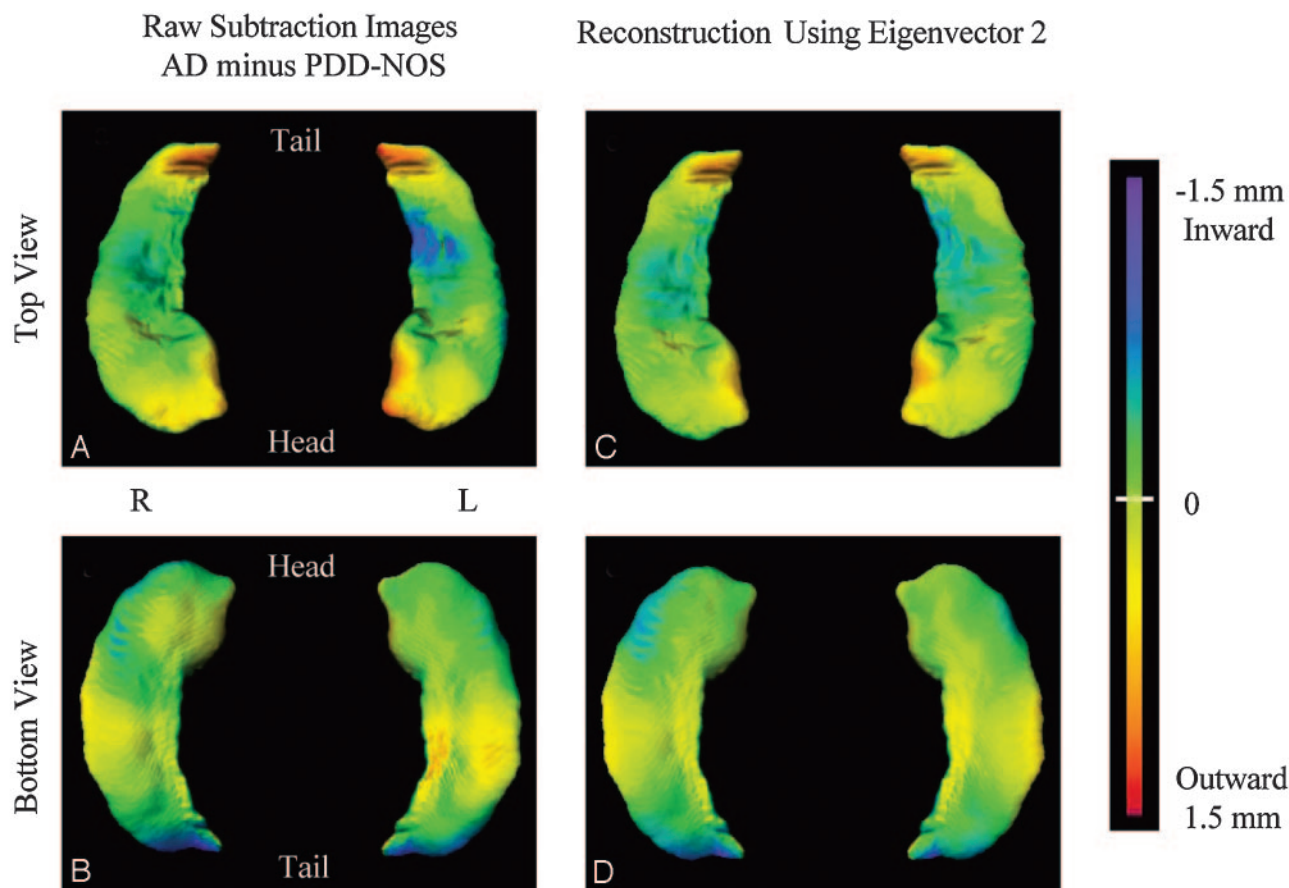 Raw Subtraction Images
AD minus PDD-NOS
Reconstruction Using Eigenvector 2
Top View
Tail
Head
A
C
-1.5 mm
Inward
0
Outward
1.5 mm
R
L
Bottom View
Head
Tail
B
D